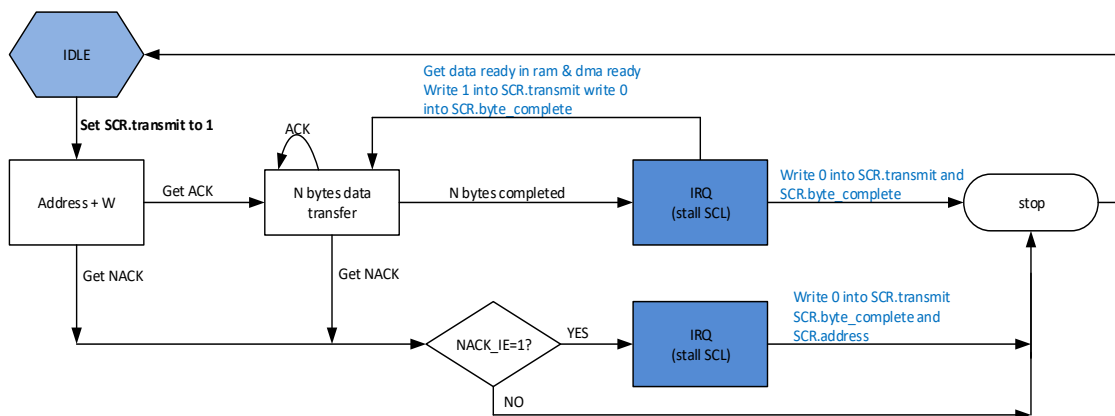 IDLE
Get data ready in ram & dma ready
Write 1 into SCR.transmit write 0
into SCR.byte_complete
Set SCR.transmit to 1
ACK
Address + W
Get ACK
N bytes data
transfer
N bytes completed
IRQ
(stall SCL)
Write 0 into SCR.transmit and
SCR.byte_complete
stop
Get NACK
Get NACK
NACK_IE=1?
YES
IRQ
(stall SCL)
Write 0 into SCR.transmit
SCR.byte_complete and
SCR.address
NO